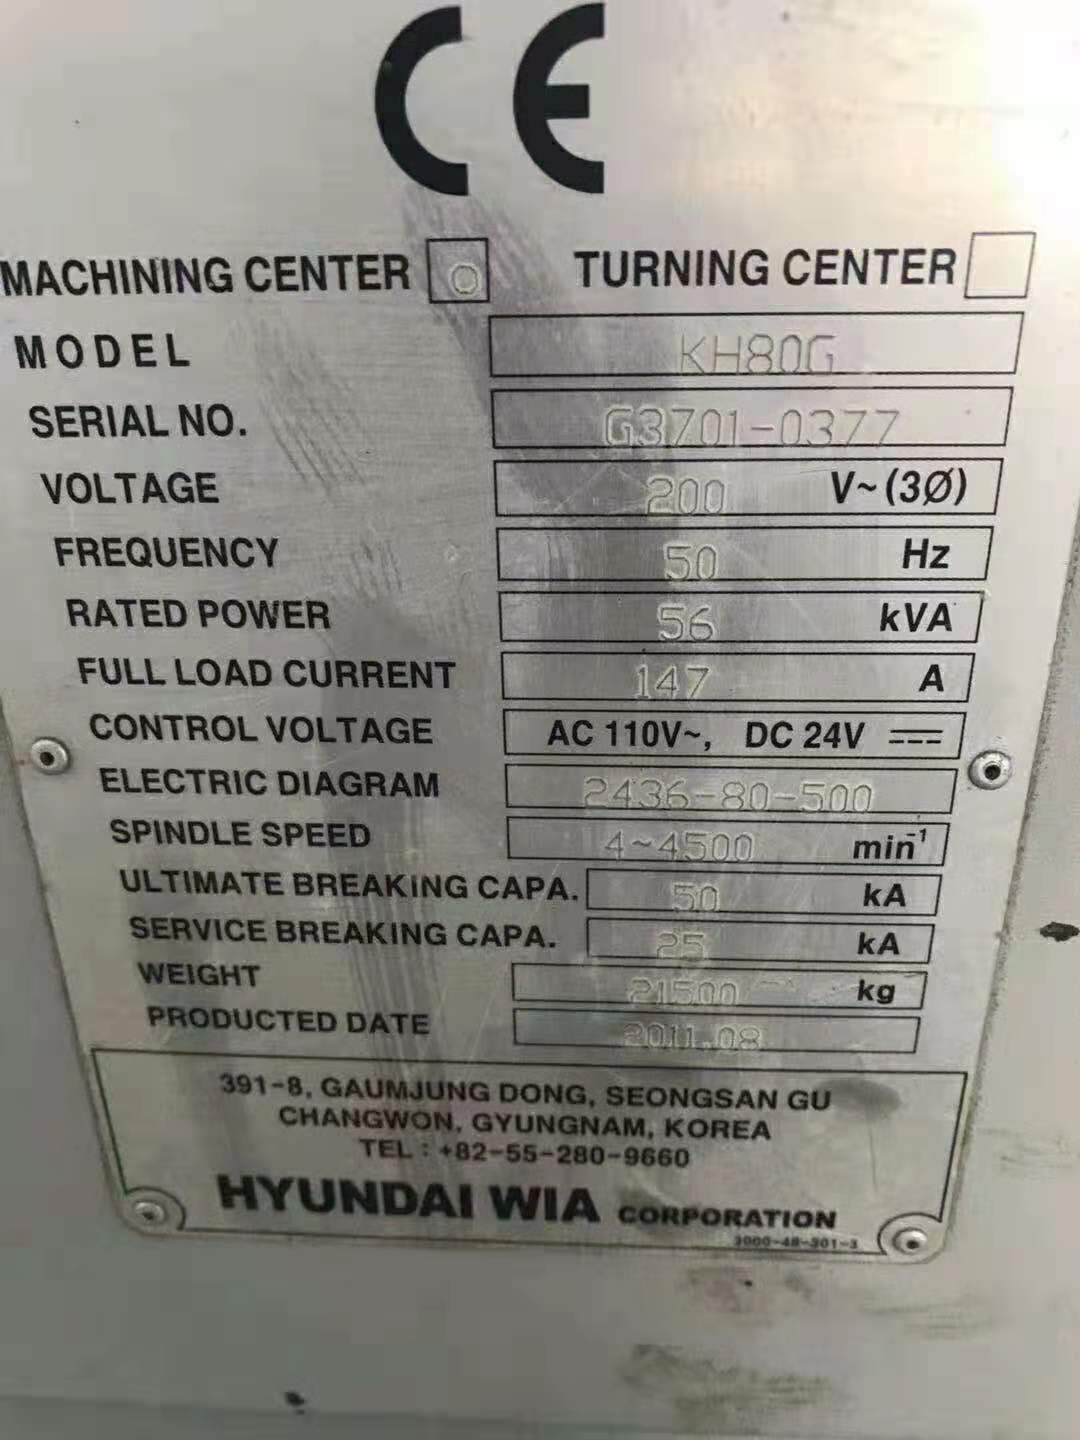 CE
MACHINING CENTER O TURNING CENTER
MODEL KH80G
SERIAL NO. G3701-0377
VOLTAGE 200 V~(3Ø)
FREQUENCY 50 Hz
RATED POWER 56 kVA
FULL LOAD CURRENT 147 A
CONTROL VOLTAGE AC 110V~, DC 24V ⎓
ELECTRIC DIAGRAM 2436-80-500
SPINDLE SPEED 4~4500 min⁻¹
ULTIMATE BREAKING CAPA. 50 kA
SERVICE BREAKING CAPA. 25 kA
WEIGHT 21500 kg
PRODUCTED DATE 2011.08
391-8, GAUMJUNG DONG, SEONGSAN GU
CHANGWON, GYUNGNAM, KOREA
TEL : +82-55-280-9660
HYUNDAI WIA CORPORATION
3000-48-301-3